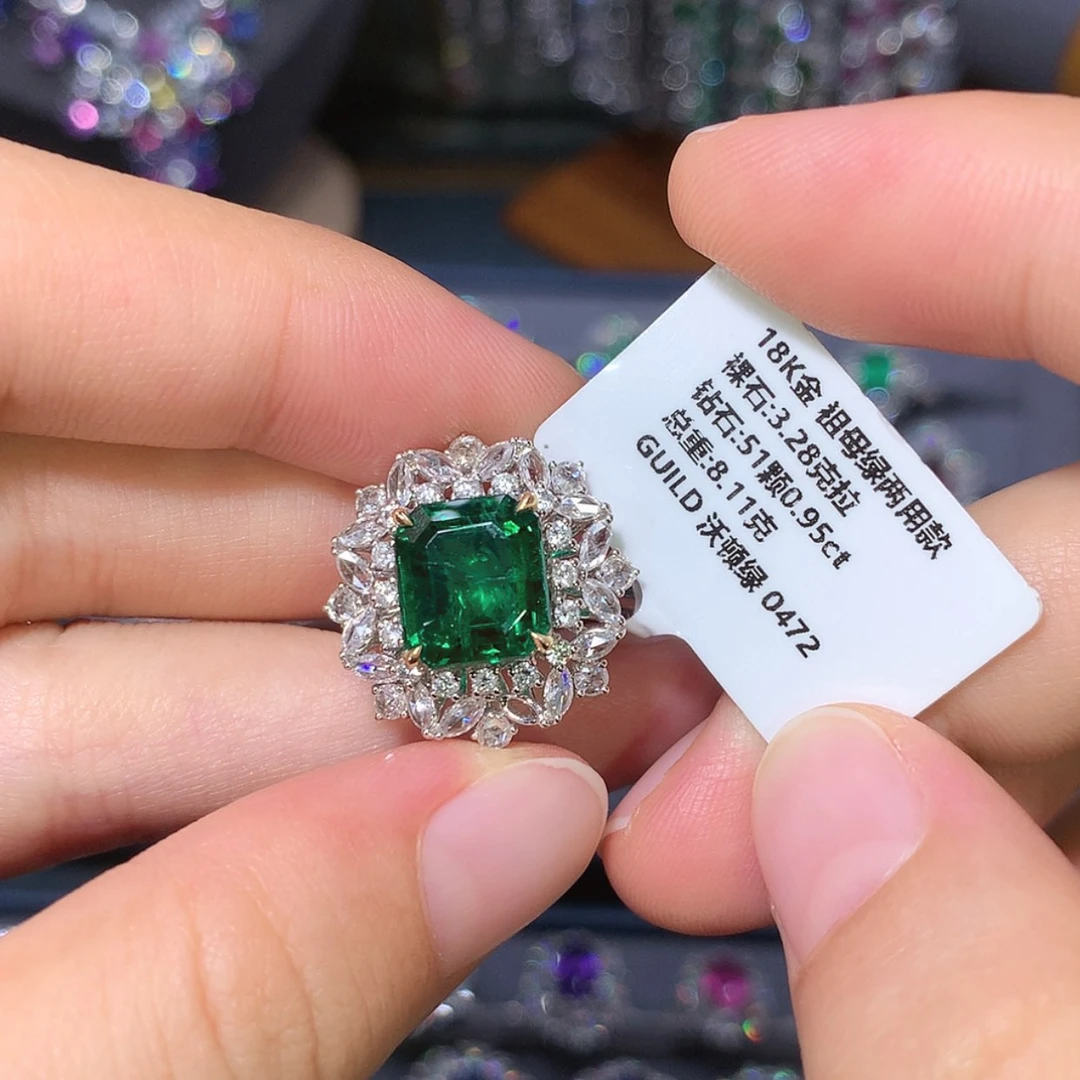 18K金 祖母绿两用款
裸石:3.28克拉
钻石:51颗0.95ct
总重:8.11克
GUILD 沃顿绿 0472